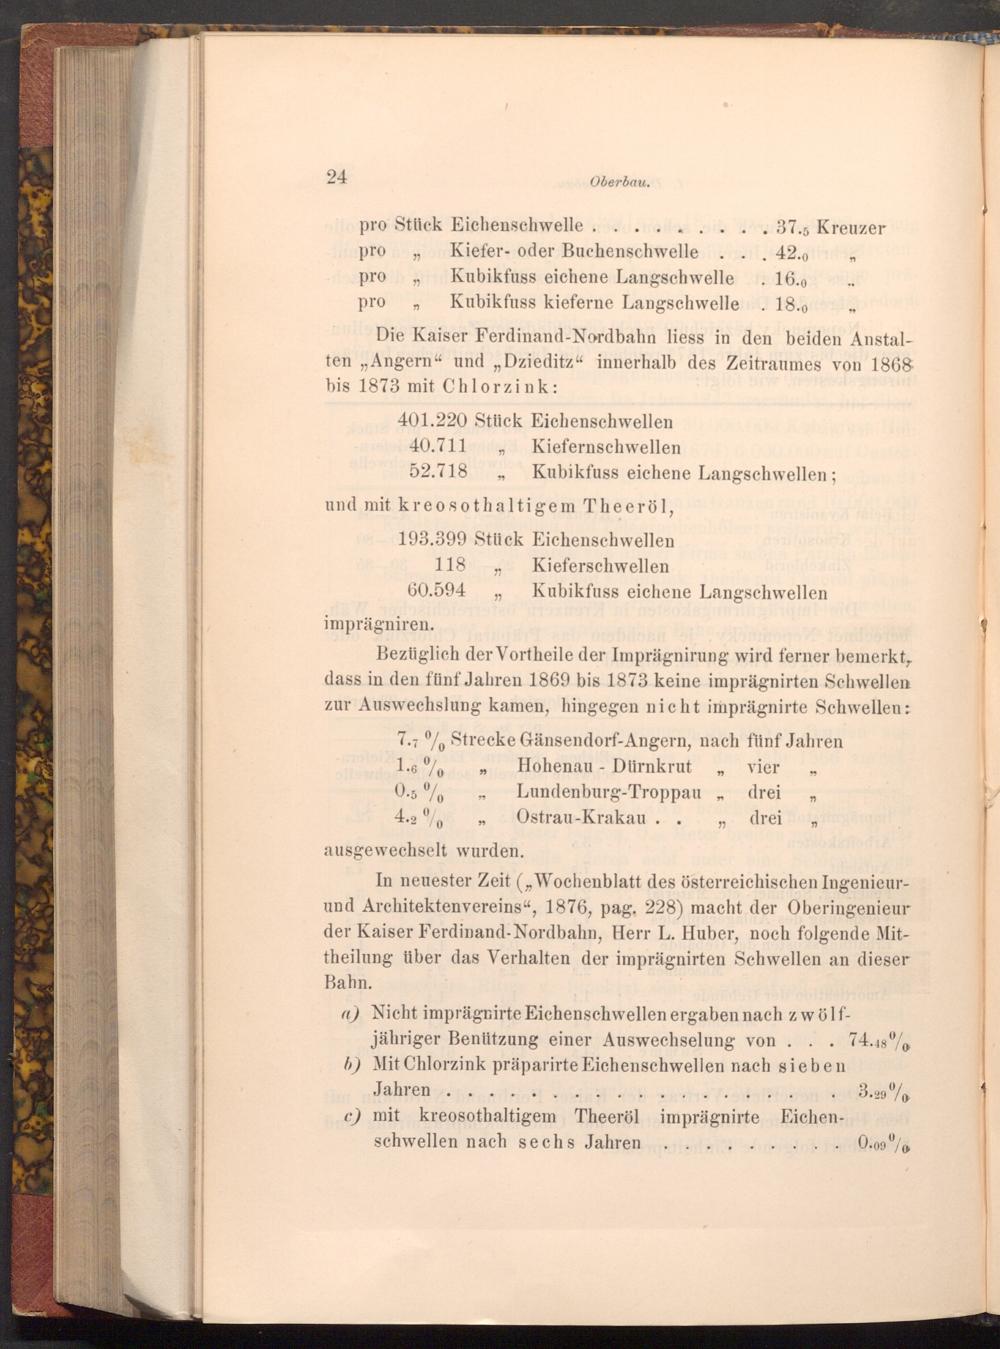 24 Oberbau.
pro Stück Eichenschwelle . . . . . . . . . 37.5 Kreuzer
pro „ Kiefer- oder Buchenschwelle . . . 42.0 „
pro „ Kubikfuss eichene Langschwelle . 16.0 „
pro „ Kubikfuss kieferne Langschwelle . 18.0 „
Die Kaiser Ferdinand-Nordbahn liess in den beiden Anstal-
ten „Angern“ und „Dzieditz“ innerhalb des Zeitraumes von 1868
bis 1873 mit Chlorzink:
401.220 Stück Eichenschwellen
40.711 „ Kiefernschwellen
52.718 „ Kubikfuss eichene Langschwellen;
und mit kreosothaltigem Theeröl,
193.399 Stück Eichenschwellen
118 „ Kieferschwellen
60.594 „ Kubikfuss eichene Langschwellen
imprägniren.
Bezüglich der Vortheile der Imprägnirung wird ferner bemerkt,
dass in den fünf Jahren 1869 bis 1873 keine imprägnirten Schwellen
zur Auswechslung kamen, hingegen nicht imprägnirte Schwellen:
7.7 % Strecke Gänsendorf-Angern, nach fünf Jahren
1.6 % „ Hohenau - Dürnkrut „ vier „
0.5 % „ Lundenburg-Troppau „ drei „
4.2 % „ Ostrau-Krakau . . „ drei „
ausgewechselt wurden.
In neuester Zeit („Wochenblatt des österreichischen Ingenieur-
und Architektenvereins“, 1876, pag. 228) macht der Oberingenieur
der Kaiser Ferdinand-Nordbahn, Herr L. Huber, noch folgende Mit-
theilung über das Verhalten der imprägnirten Schwellen an dieser
Bahn.
a) Nicht imprägnirte Eichenschwellen ergaben nach zwölf-
jähriger Benützung einer Auswechselung von . . . 74.48%
b) Mit Chlorzink präparirte Eichenschwellen nach sieben
Jahren . . . . . . . . . . . . . . . . . 3.29%
c) mit kreosothaltigem Theeröl imprägnirte Eichen-
schwellen nach sechs Jahren . . . . . . . . . 0.09%